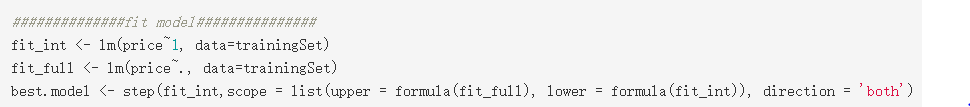 ##############fit model###############
fit_int <- lm(price~1, data=trainingSet)
fit_full <- lm(price~., data=trainingSet)
best.model <- step(fit_int,scope = list(upper = formula(fit_full), lower = formula(fit_int)), direction = 'both')